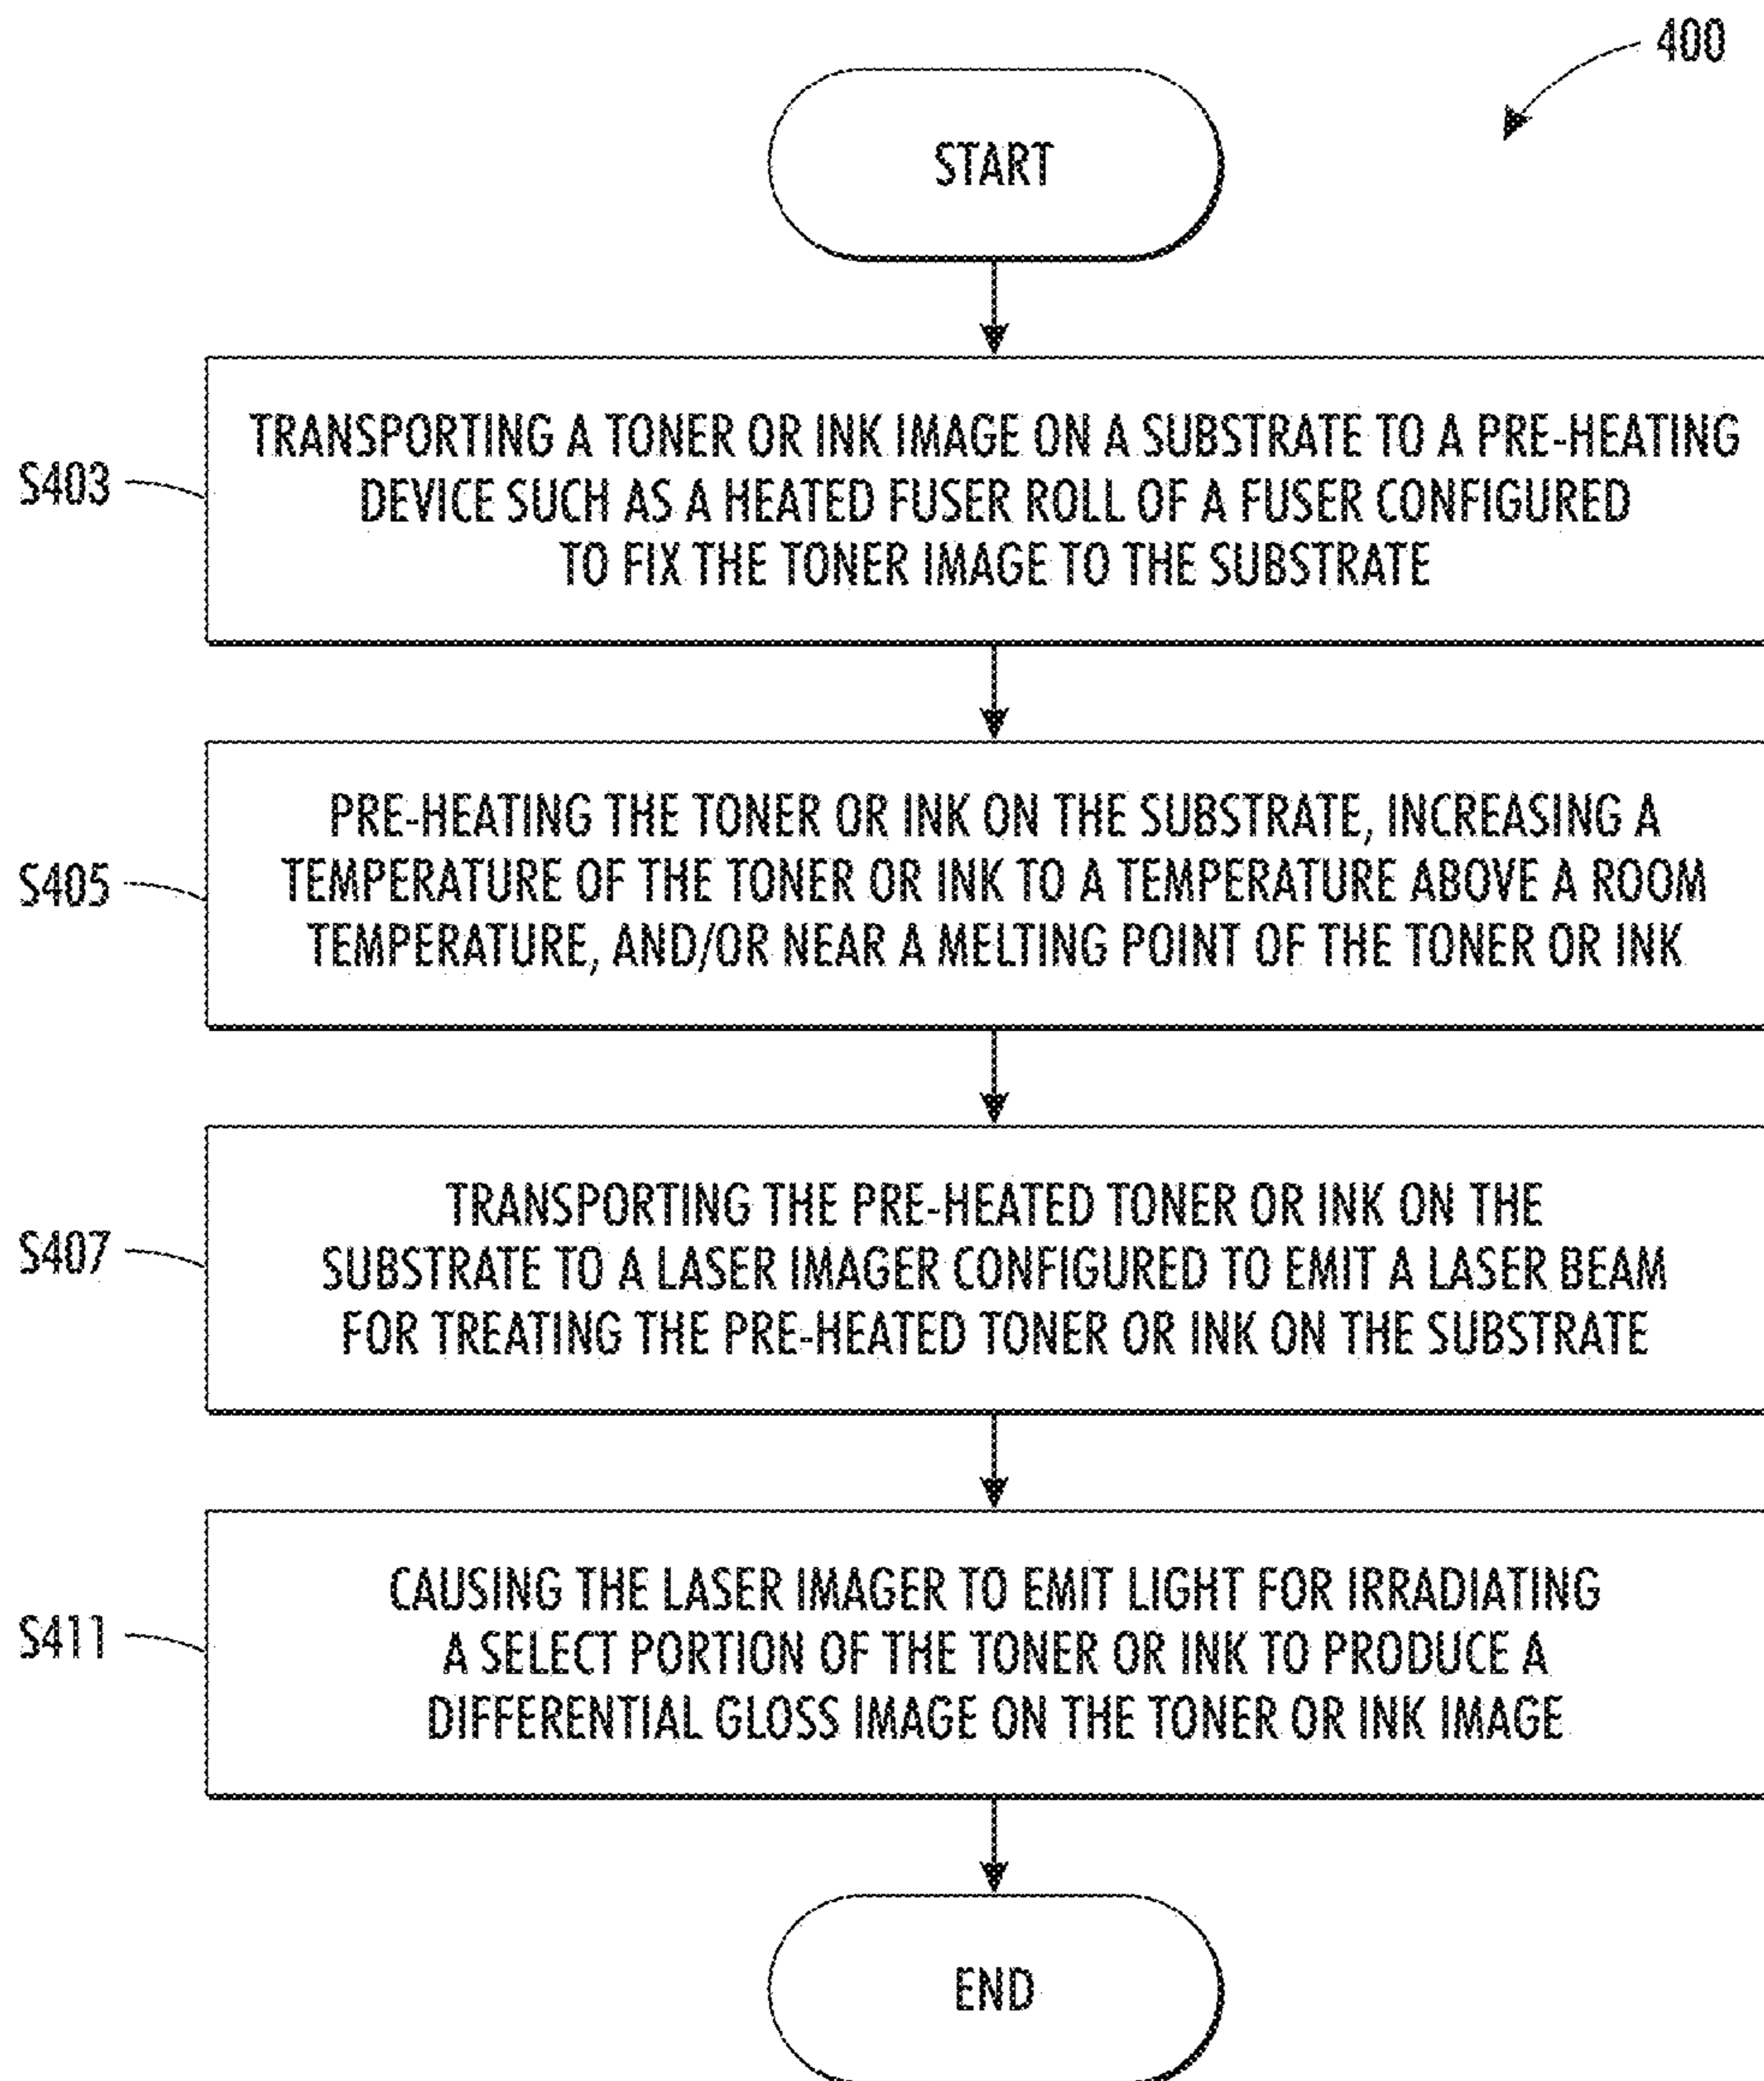 400
START
S403
TRANSPORTING A TONER OR INK IMAGE ON A SUBSTRATE TO A PRE-HEATING
DEVICE SUCH AS A HEATED FUSER ROLL OF A FUSER CONFIGURED
TO FIX THE TONER IMAGE TO THE SUBSTRATE
S405
PRE-HEATING THE TONER OR INK ON THE SUBSTRATE, INCREASING A
TEMPERATURE OF THE TONER OR INK TO A TEMPERATURE ABOVE A ROOM
TEMPERATURE, AND/OR NEAR A MELTING POINT OF THE TONER OR INK
S407
TRANSPORTING THE PRE-HEATED TONER OR INK ON THE
SUBSTRATE TO A LASER IMAGER CONFIGURED TO EMIT A LASER BEAM
FOR TREATING THE PRE-HEATED TONER OR INK ON THE SUBSTRATE
S411
CAUSING THE LASER IMAGER TO EMIT LIGHT FOR IRRADIATING
A SELECT PORTION OF THE TONER OR INK TO PRODUCE A
DIFFERENTIAL GLOSS IMAGE ON THE TONER OR INK IMAGE
END